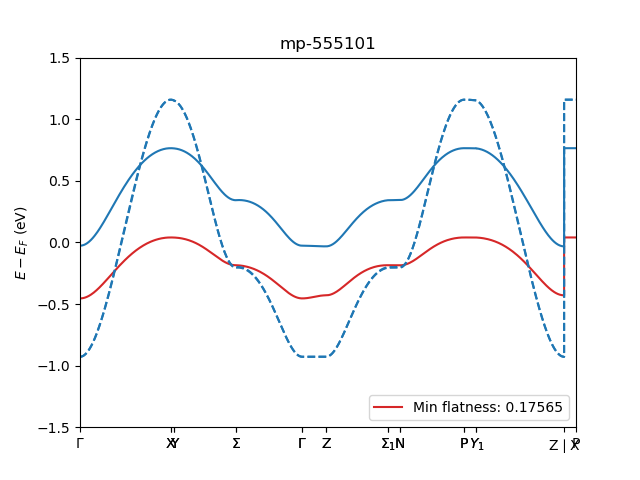 mp-555101
E − E_F (eV)
1.5
1.0
0.5
0.0
−0.5
−1.0
−1.5
Min flatness: 0.17565
Γ X Y Σ Γ Z Σ₁ N P Y₁ Z | X P